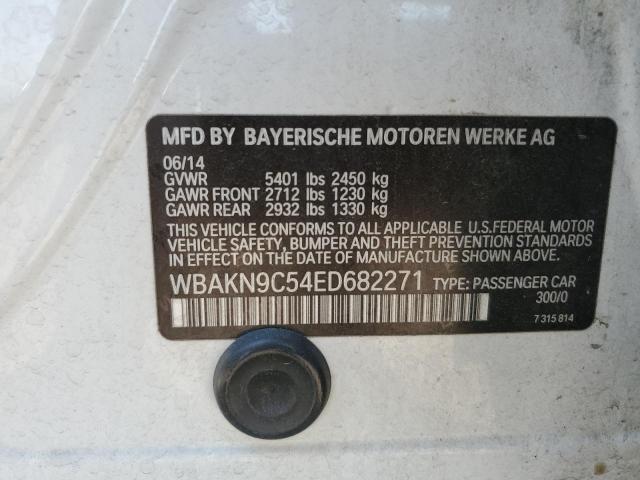 MFD BY BAYERISCHE MOTOREN WERKE AG
06/14
GVWR 5401 lbs 2450 kg
GAWR FRONT 2712 lbs 1230 kg
GAWR REAR 2932 lbs 1330 kg
THIS VEHICLE CONFORMS TO ALL APPLICABLE U.S.FEDERAL MOTOR
VEHICLE SAFETY, BUMPER AND THEFT PREVENTION STANDARDS
IN EFFECT ON THE DATE OF MANUFACTURE SHOWN ABOVE.
WBAKN9C54ED682271 TYPE: PASSENGER CAR
300/0
7 315 814